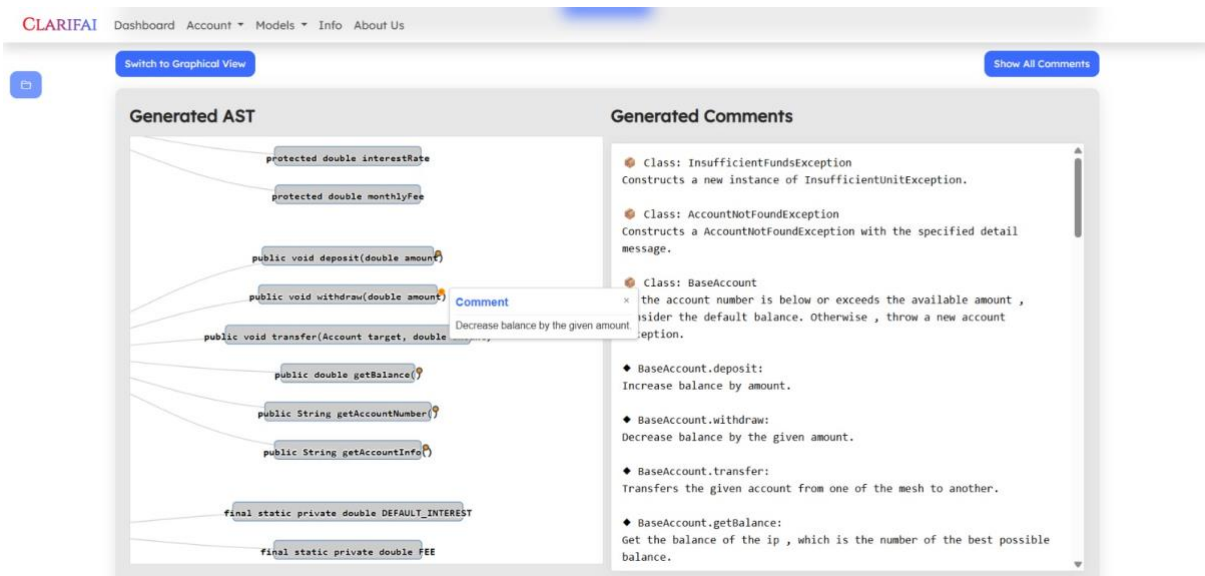 CLARIFAI Dashboard Account Models Info About Us
Switch to Graphical View
Show All Comments
Generated AST
protected double interestRate
protected double monthlyFee
public void deposit(double amount)
public void withdraw(double amount)
public void transfer(Account target, double
public double getBalance()
public String getAccountNumber()
public String getAccountInfo()
final static private double DEFAULT_INTEREST
final static private double FEE
Comment ×
Decrease balance by the given amount.
Generated Comments
Class: InsufficientFundsException
Constructs a new instance of InsufficientUnitException.
Class: AccountNotFoundException
Constructs a AccountNotFoundException with the specified detail
message.
Class: BaseAccount
the account number is below or exceeds the available amount ,
the default balance. Otherwise , throw a new account
◆ BaseAccount.deposit:
Increase balance by amount.
◆ BaseAccount.withdraw:
Decrease balance by the given amount.
◆ BaseAccount.transfer:
Transfers the given account from one of the mesh to another.
◆ BaseAccount.getBalance:
Get the balance of the ip , which is the number of the best possible
balance.